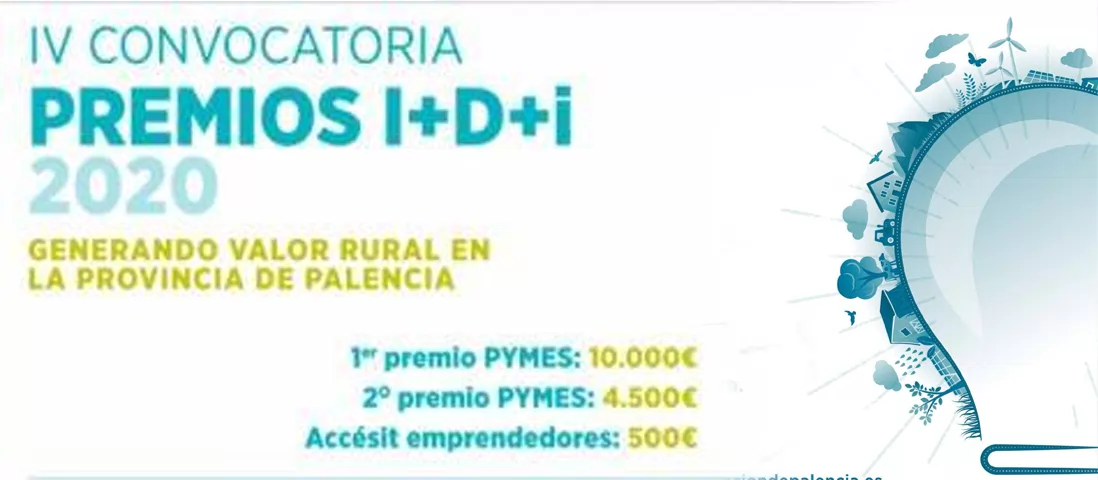 IV CONVOCATORIA
PREMIOS I+D+i
2020
GENERANDO VALOR RURAL EN
LA PROVINCIA DE PALENCIA
1er premio PYMES: 10.000€
2º premio PYMES: 4.500€
Accésit emprendedores: 500€